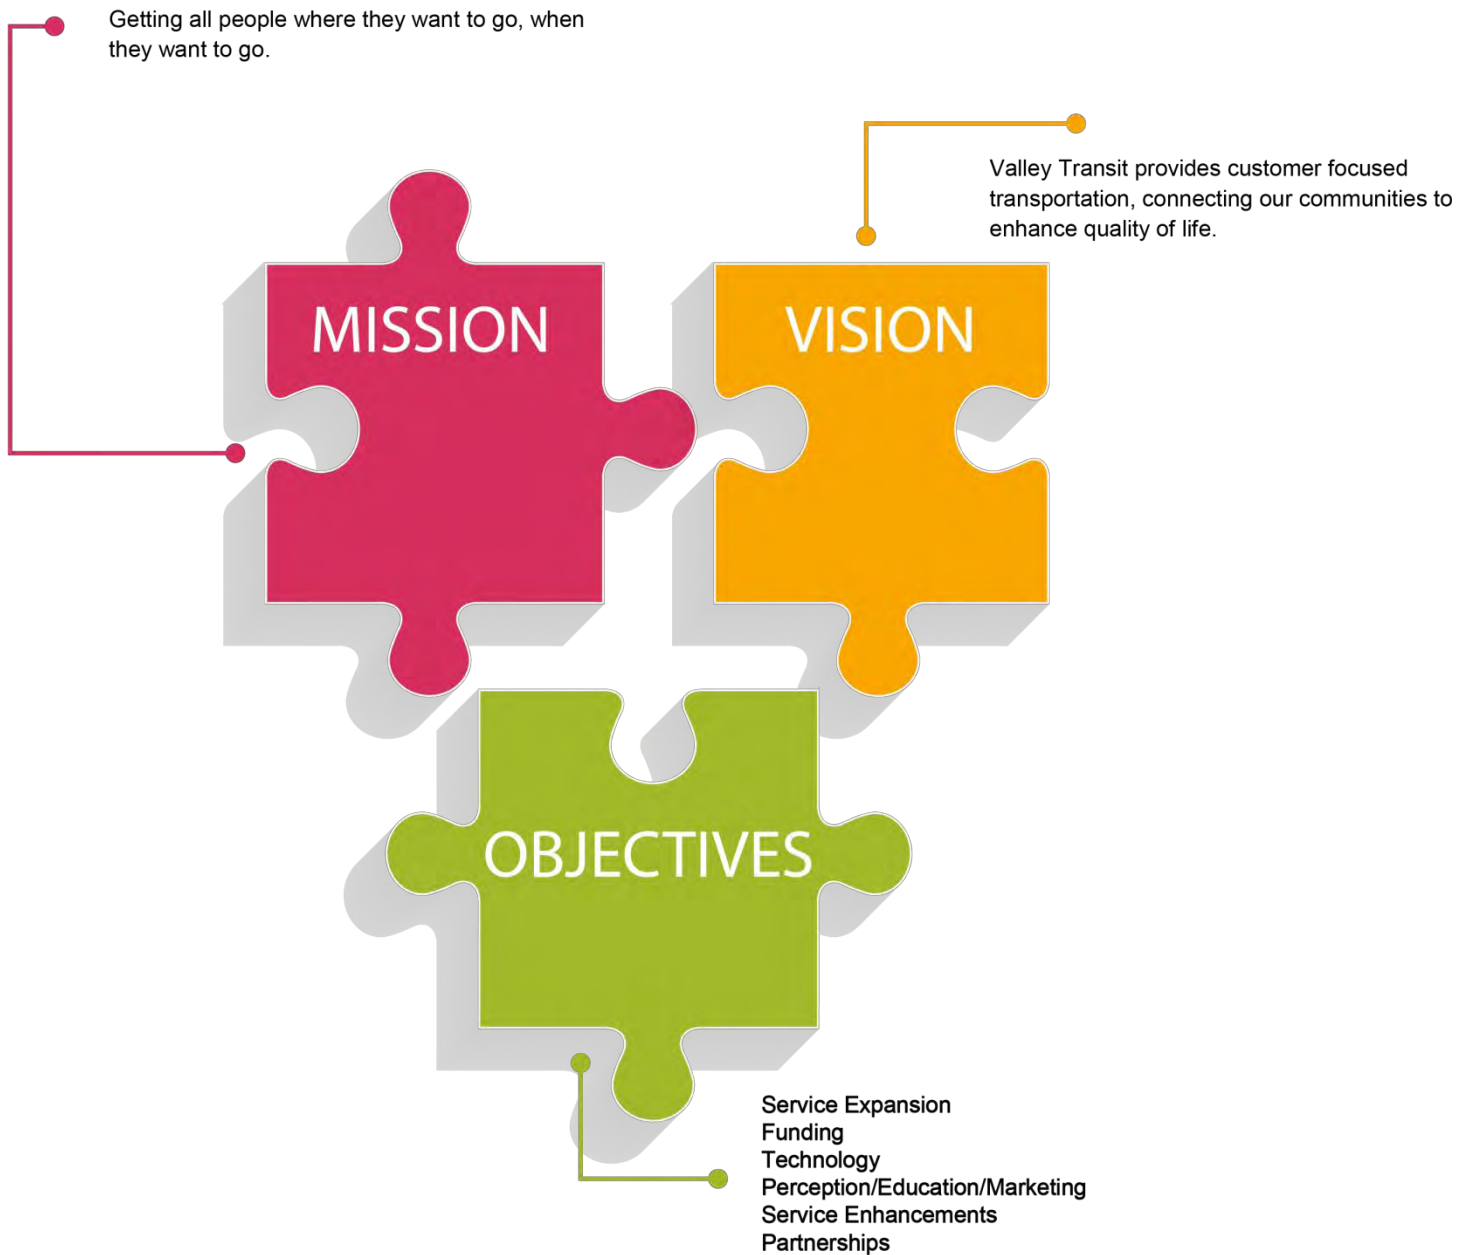 Getting all people where they want to go, when
they want to go.
Valley Transit provides customer focused
transportation, connecting our communities to
enhance quality of life.
MISSION
VISION
OBJECTIVES
Service Expansion
Funding
Technology
Perception/Education/Marketing
Service Enhancements
Partnerships